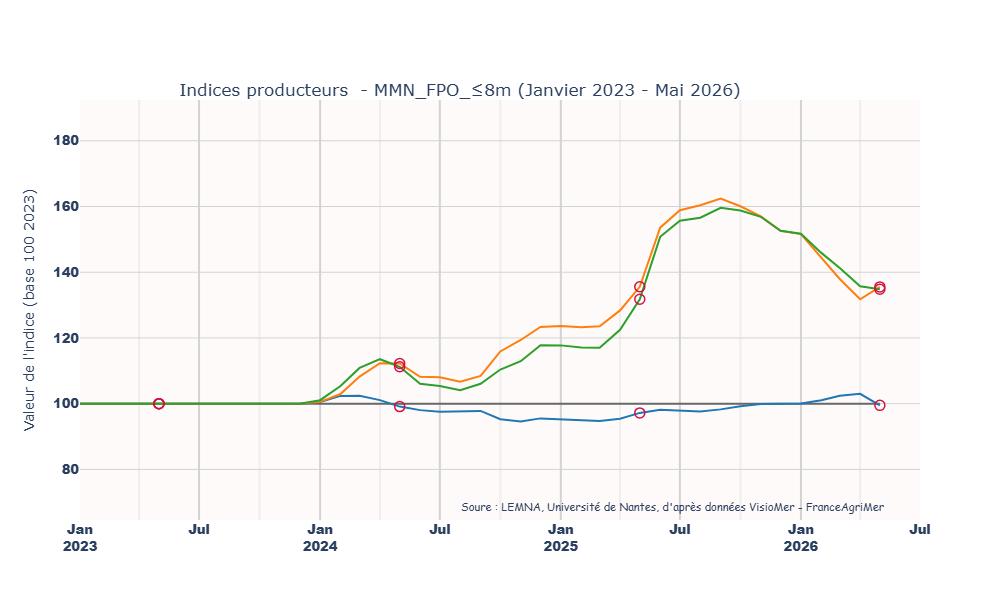 Indices producteurs  - MMN_FPO_≤8m (Janvier 2023 - Mai 2026)
Valeur de l'indice (base 100 2023)
180
160
140
120
100
80
Soure : LEMNA, Université de Nantes, d'après données VisioMer - FranceAgriMer
Jan Jul Jan Jul Jan Jul Jan Jul
2023 2024 2025 2026